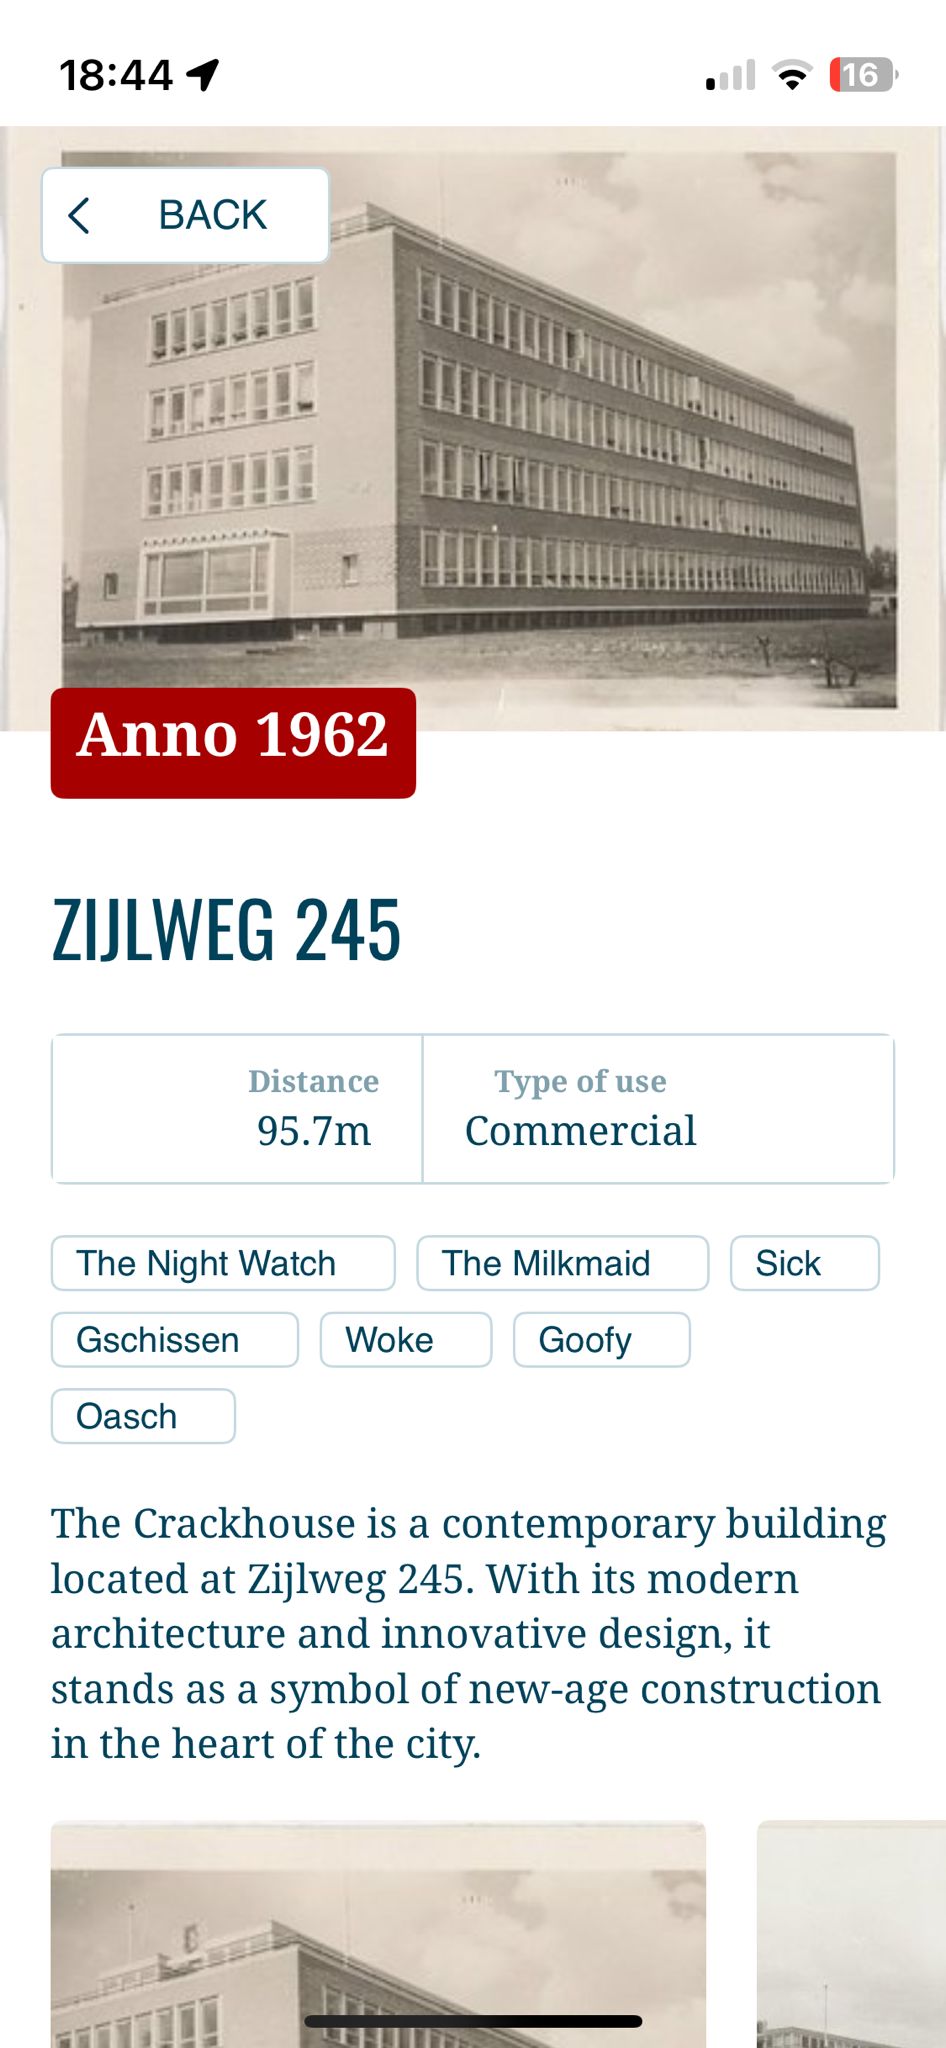 18:44
16
BACK
Anno 1962
ZIJLWEG 245
Distance
Type of use
95.7m
Commercial
The Night Watch
The Milkmaid
Sick
Gschissen
Woke
Goofy
Oasch
The Crackhouse is a contemporary building
located at Zijlweg 245. With its modern
architecture and innovative design, it
stands as a symbol of new-age construction
in the heart of the city.